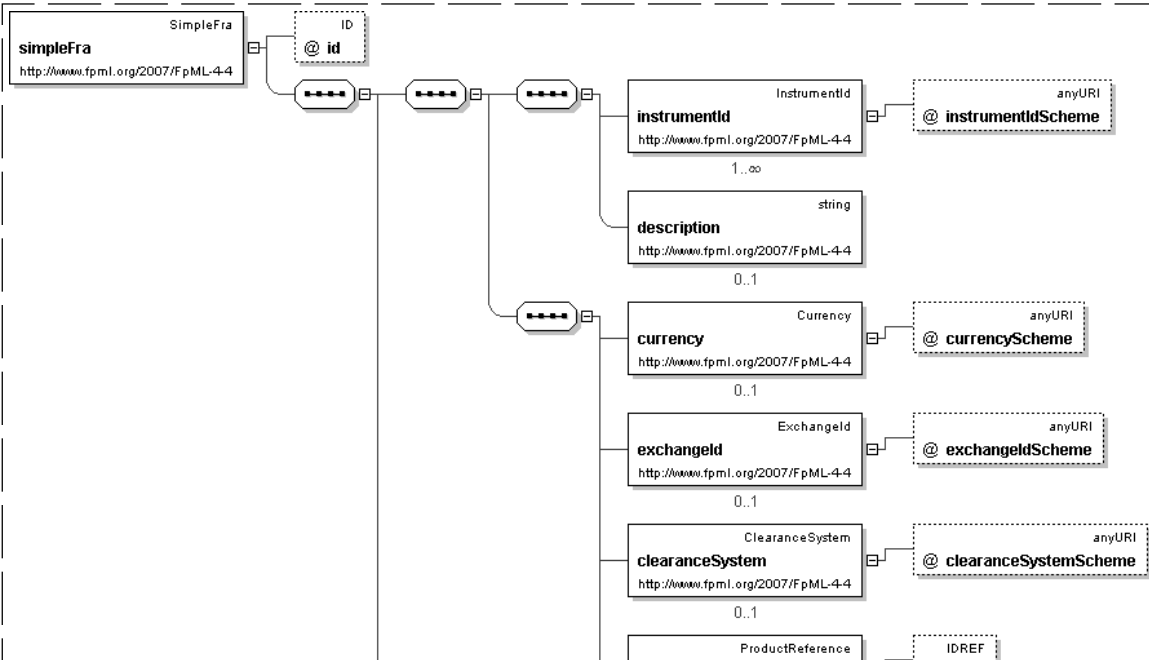 SimpleFra
simpleFra
http://www.fpml.org/2007/FpML-4-4
ID
@ id
InstrumentId
instrumentId
http://www.fpml.org/2007/FpML-4-4
1..∞
anyURI
@ instrumentIdScheme
string
description
http://www.fpml.org/2007/FpML-4-4
0..1
Currency
currency
http://www.fpml.org/2007/FpML-4-4
0..1
anyURI
@ currencyScheme
ExchangeId
exchangeId
http://www.fpml.org/2007/FpML-4-4
0..1
anyURI
@ exchangeIdScheme
ClearanceSystem
clearanceSystem
http://www.fpml.org/2007/FpML-4-4
0..1
anyURI
@ clearanceSystemScheme
ProductReference
IDREF